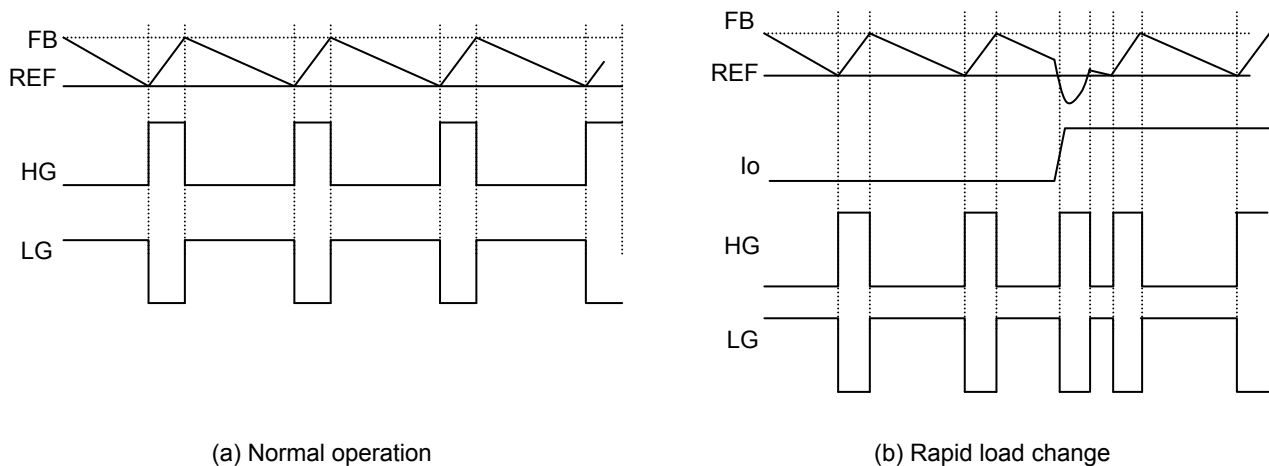 FB
REF
HG
LG
(a) Normal operation
FB
REF
Io
HG
LG
(b) Rapid load change